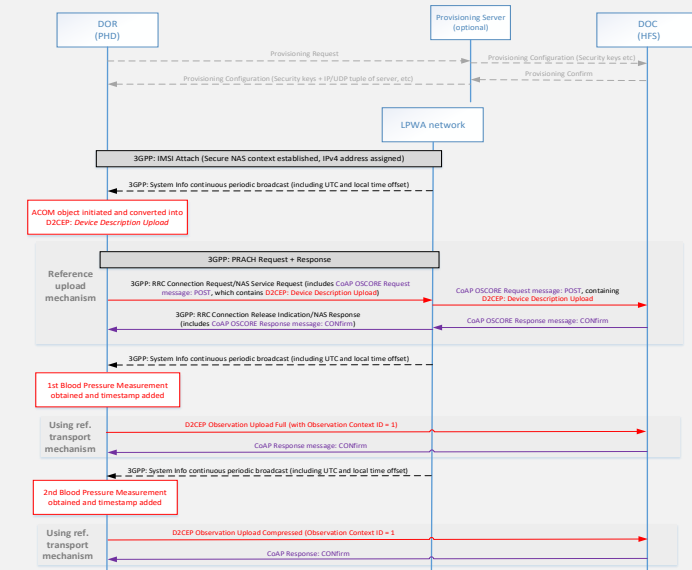 DOR
(PHD)
Provisioning Server
(optional)
DOC
(HFS)
Provisioning Request
Provisioning Configuration (Security keys etc)
Provisioning Configuration (Security keys + IP/UDP tuple of server, etc)
Provisioning Confirm
LPWA network
3GPP: IMSI Attach (Secure NAS context established, IPv4 address assigned)
3GPP: System Info continuous periodic broadcast (including UTC and local time offset)
ACOM object initiated and converted into
D2CEP: Device Description Upload
Reference
upload
mechanism
3GPP: PRACH Request + Response
3GPP: RRC Connection Request/NAS Service Request (includes CoAP OSCORE Request
message: POST, which contains D2CEP: Device Description Upload)
CoAP OSCORE Request message: POST, containing
D2CEP: Device Description Upload
3GPP: RRC Connection Release Indication/NAS Response
(includes CoAP OSCORE Response message: CONfirm)
CoAP OSCORE Response message: CONfirm
3GPP: System Info continuous periodic broadcast (including UTC and local time offset)
1st Blood Pressure Measurement
obtained and timestamp added
Using ref.
transport
mechanism
D2CEP Observation Upload Full (with Observation Context ID = 1)
CoAP Response message: CONfirm
3GPP: System Info continuous periodic broadcast (including UTC and local time offset)
2nd Blood Pressure Measurement
obtained and timestamp added
Using ref.
transport
mechanism
D2CEP Observation Upload Compressed (Observation Context ID = 1
CoAP Response: CONfirm